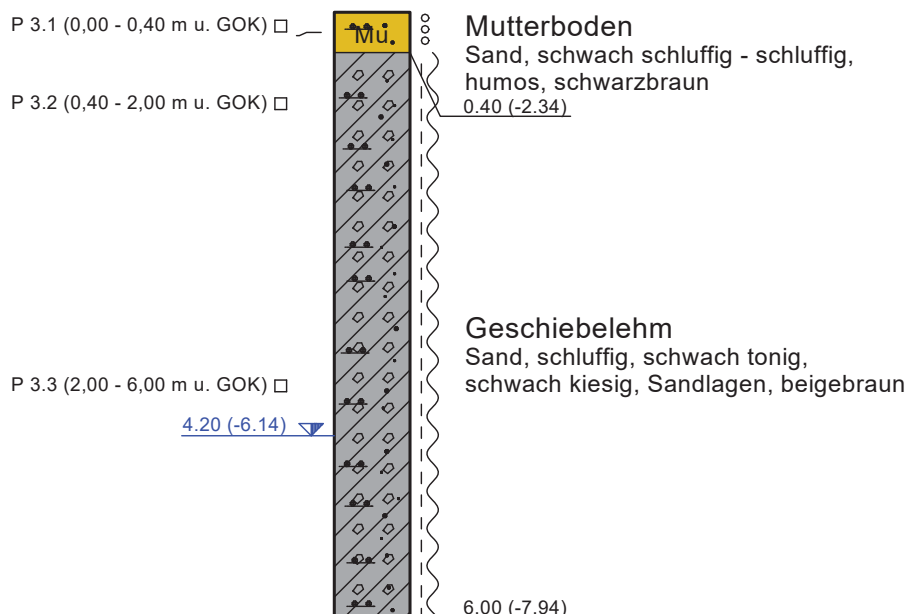 P 3.1 (0,00 - 0,40 m u. GOK)
Mu
Mutterboden
Sand, schwach schluffig - schluffig,
humos, schwarzbraun
0.40 (-2.34)
P 3.2 (0,40 - 2,00 m u. GOK)
Geschiebelehm
Sand, schluffig, schwach tonig,
schwach kiesig, Sandlagen, beigebraun
P 3.3 (2,00 - 6,00 m u. GOK)
4.20 (-6.14)
6.00 (-7.94)